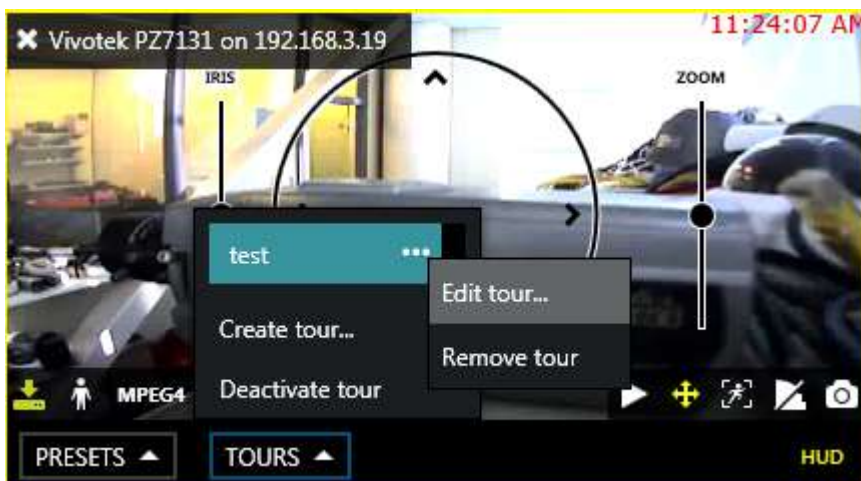 Vivotek PZ7131 on 192.168.3.19
11:24:07 AM
IRIS
ZOOM
test
Edit tour...
Create tour...
Remove tour
MPEG4
Deactivate tour
PRESETS
TOURS
HUD